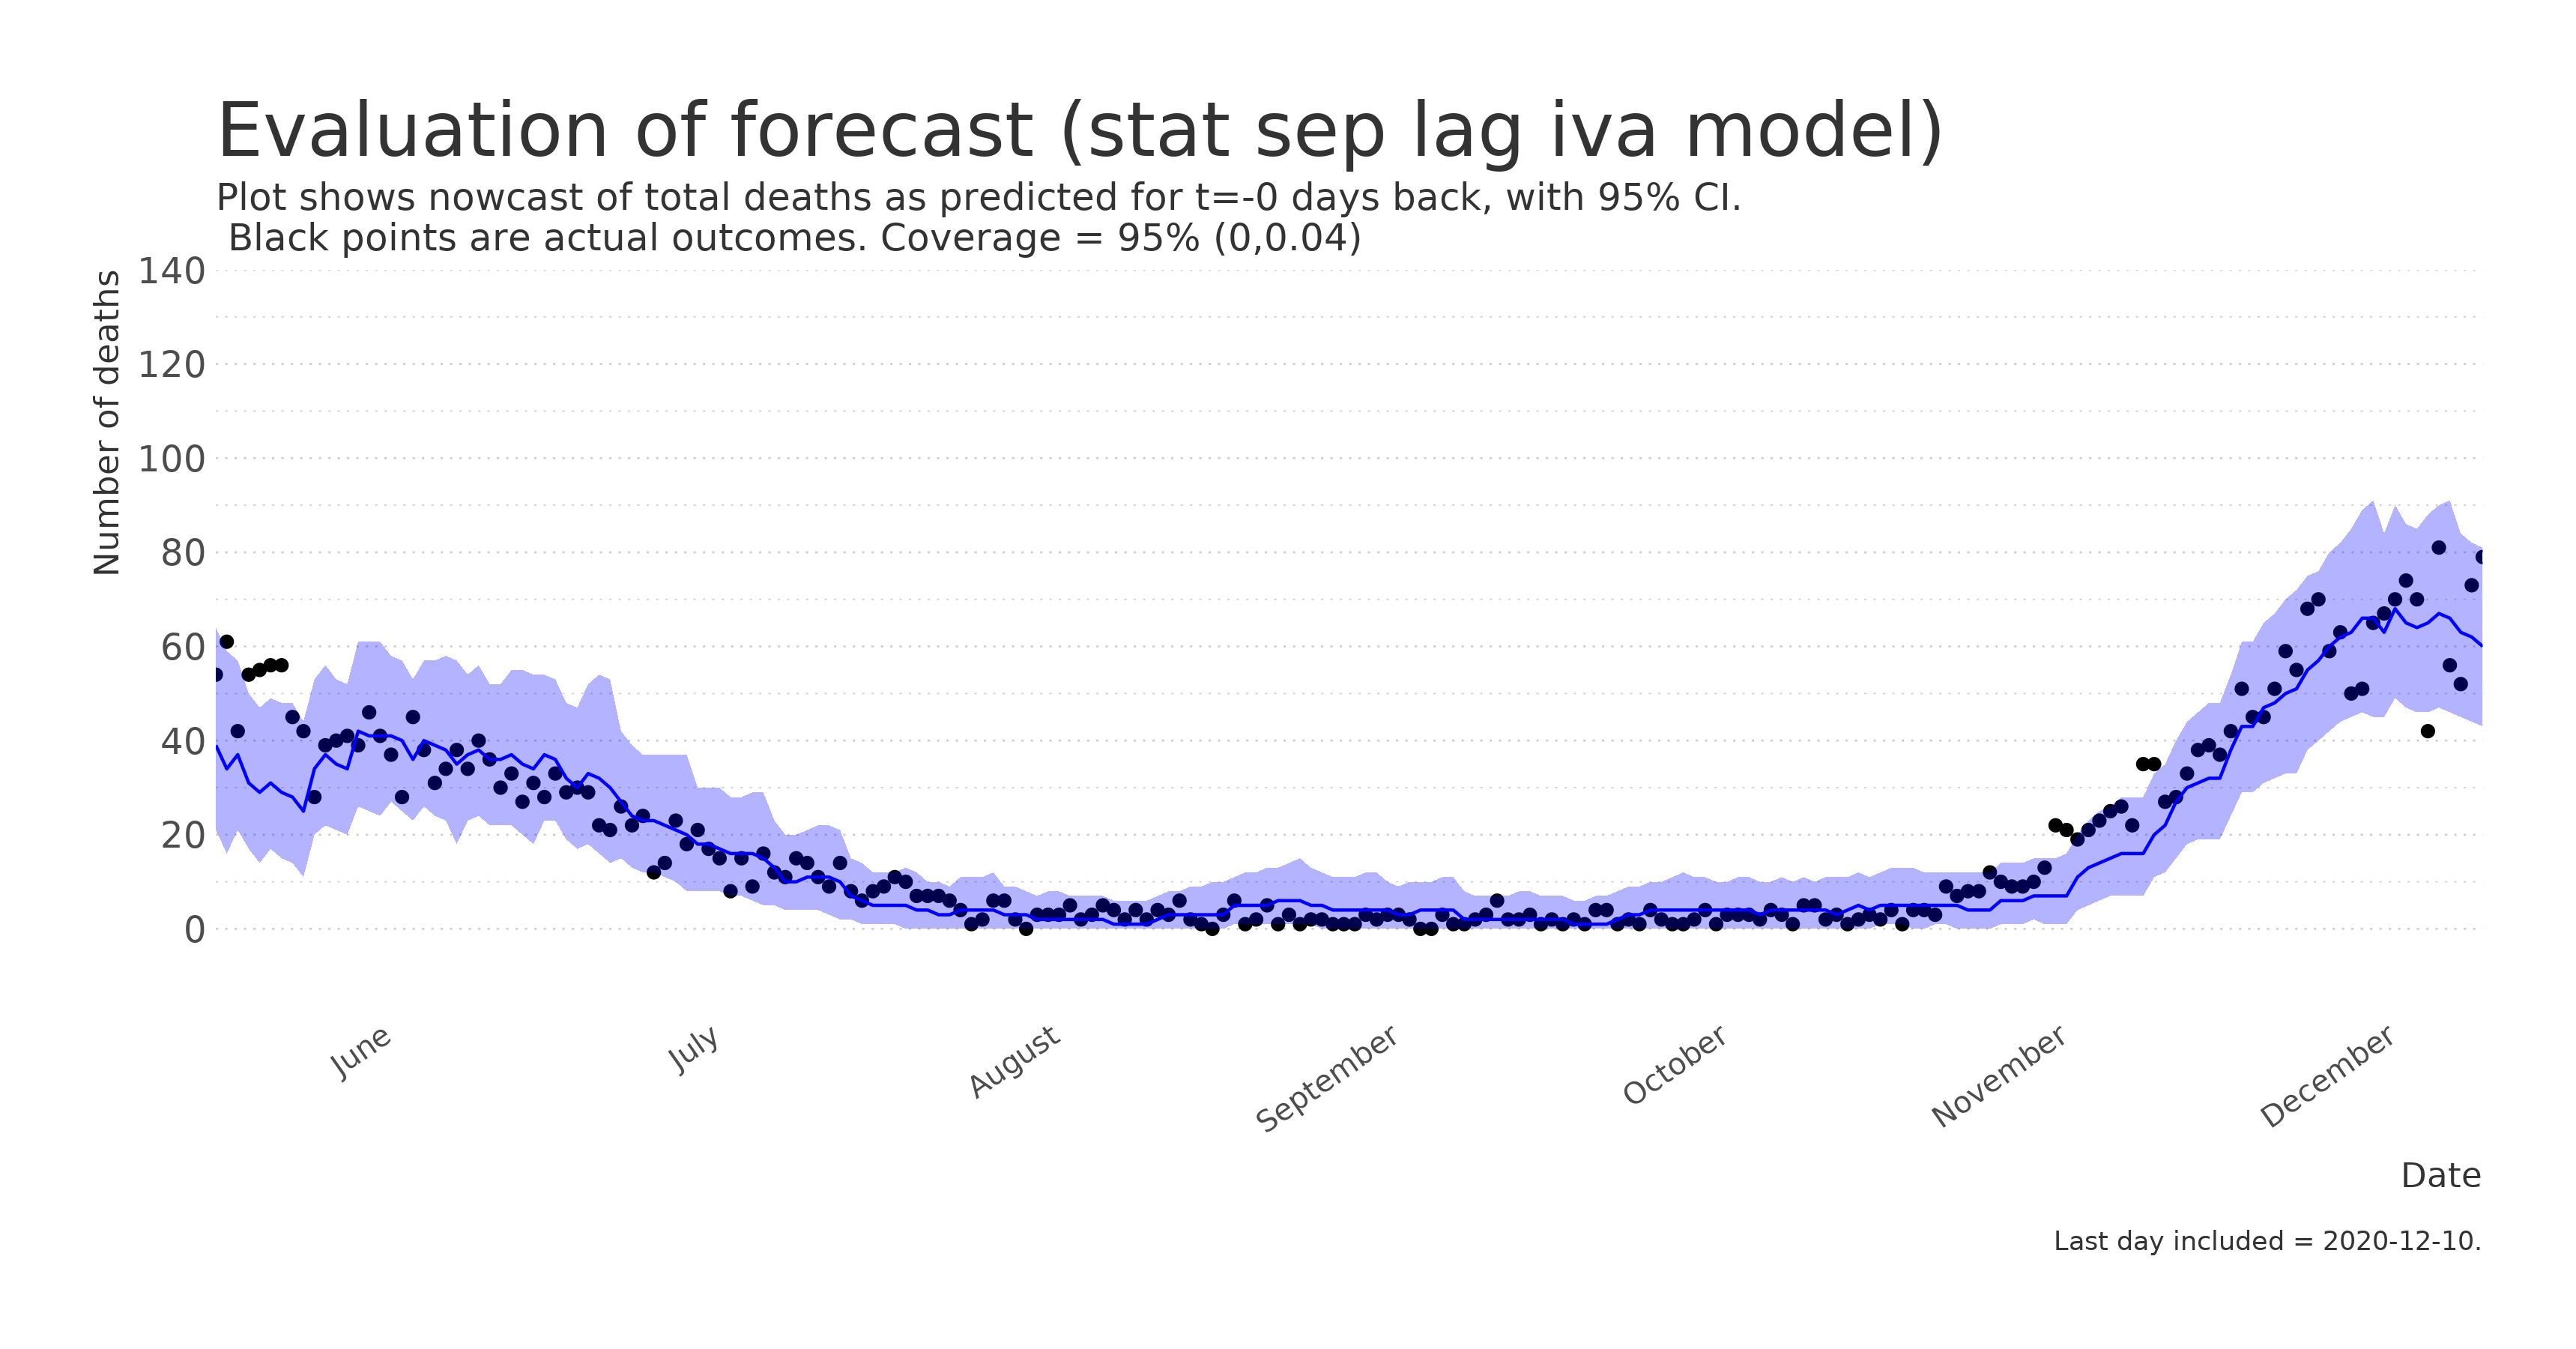 Evaluation of forecast (stat sep lag iva model)
Plot shows nowcast of total deaths as predicted for t=-0 days back, with 95% CI.
Black points are actual outcomes. Coverage = 95% (0,0.04)
Number of deaths
140
120
100
80
60
40
20
0
June
July
August
September
October
November
December
Date
Last day included = 2020-12-10.